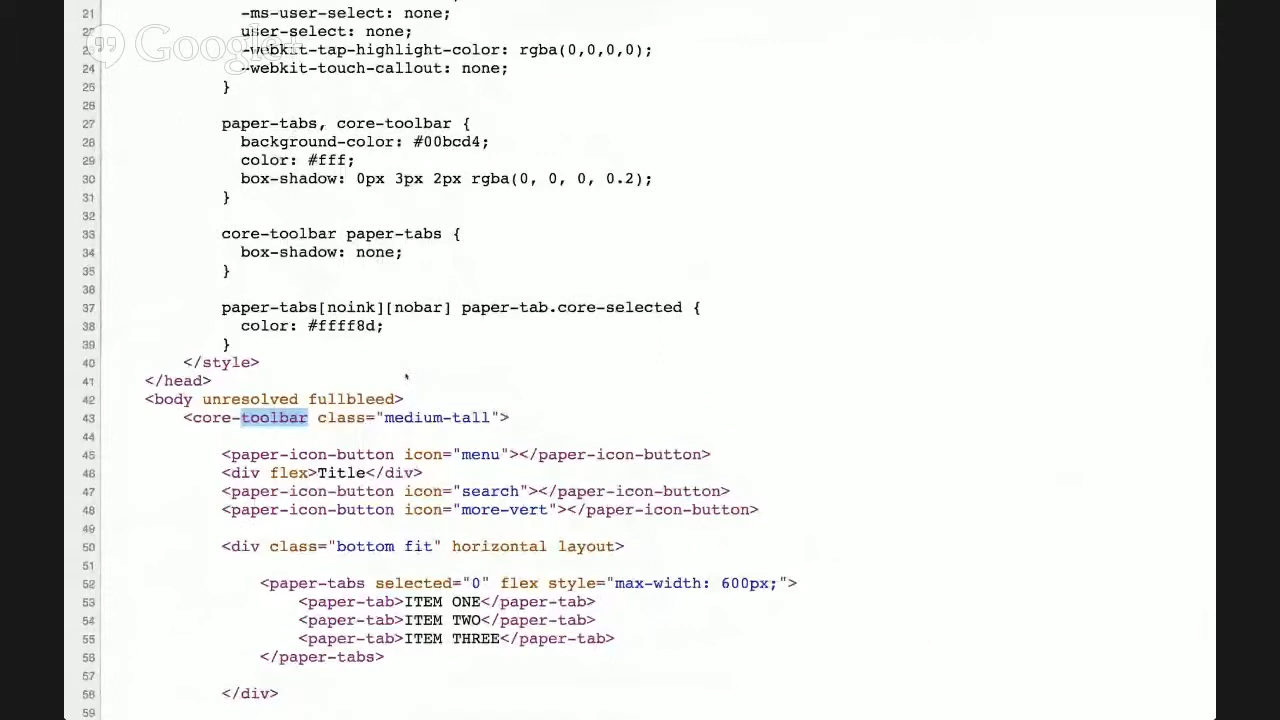 21 -ms-user-select: none;
22 user-select: none;
Google+
23 -webkit-tap-highlight-color: rgba(0,0,0,0);
24 -webkit-touch-callout: none;
25 }
26
27 paper-tabs, core-toolbar {
28 background-color: #00bcd4;
29 color: #fff;
30 box-shadow: 0px 3px 2px rgba(0, 0, 0, 0.2);
31 }
32
33 core-toolbar paper-tabs {
34 box-shadow: none;
35 }
36
37 paper-tabs[noink][nobar] paper-tab.core-selected {
38 color: #ffff8d;
39 }
40 </style>
41 </head>
42 <body unresolved fullbleed>
43 <core-toolbar class="medium-tall">
44
45 <paper-icon-button icon="menu"></paper-icon-button>
46 <div flex>Title</div>
47 <paper-icon-button icon="search"></paper-icon-button>
48 <paper-icon-button icon="more-vert"></paper-icon-button>
49
50 <div class="bottom fit" horizontal layout>
51
52 <paper-tabs selected="0" flex style="max-width: 600px;">
53 <paper-tab>ITEM ONE</paper-tab>
54 <paper-tab>ITEM TWO</paper-tab>
55 <paper-tab>ITEM THREE</paper-tab>
56 </paper-tabs>
57
58 </div>
59